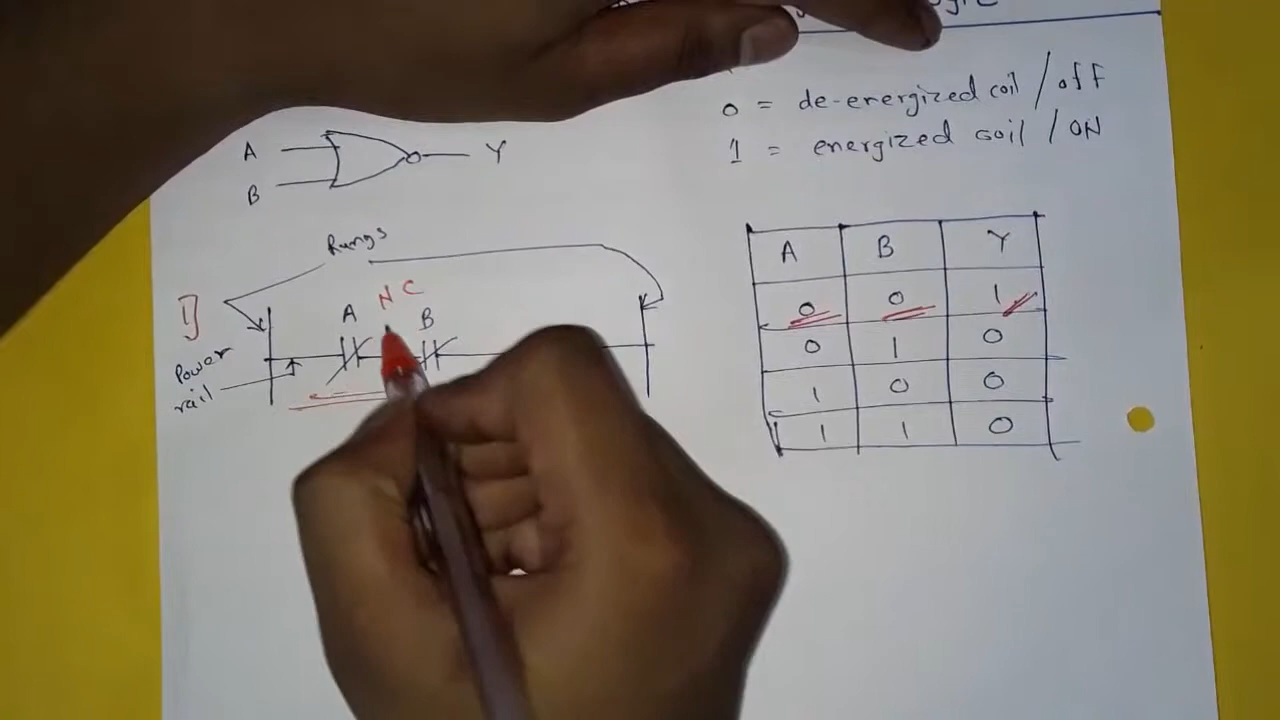 0 = de-energized coil / off
1 = energized coil / ON
A
B
Y
Rungs
1]
NC
A B
Power
rail
A B Y
0 0 1
0 1 0
1 0 0
1 1 0